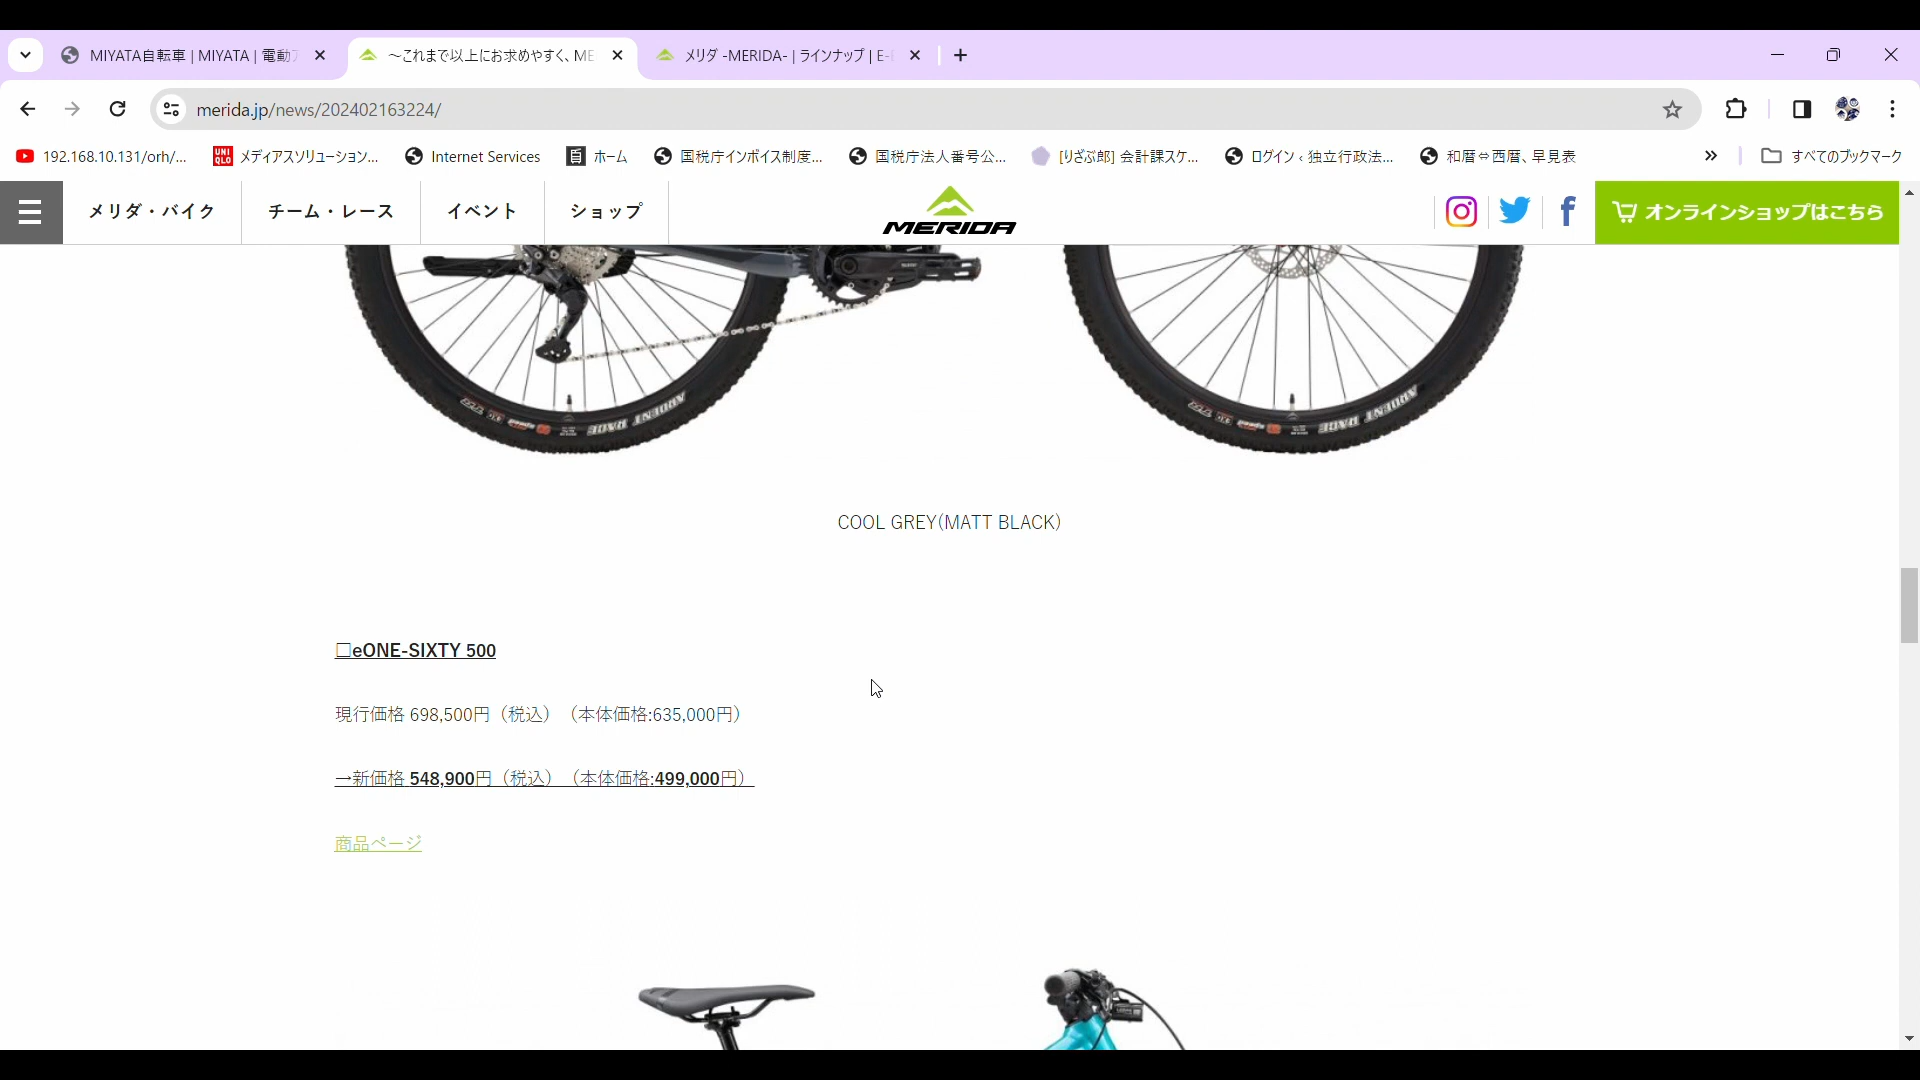 MIYATA自転車 | MIYATA | 電動ア
～これまで以上にお求めやすく、ME
メリダ -MERIDA- | ラインナップ | E-
merida.jp/news/202402163224/
192.168.10.131/orh/...
UNI QLO メディアスソリューション...
Internet Services
百 ホーム
国税庁インボイス制度...
国税庁法人番号公...
[りざぶ郎] 会計課スケ...
ログイン ‹ 独立行政法...
和暦⇔西暦、早見表
»
すべてのブックマーク
メリダ・バイク
チーム・レース
イベント
ショップ
MERIDA
オンラインショップはこちら
ARDENT RACE
ARDENT RACE
COOL GREY(MATT BLACK)
□eONE-SIXTY 500
現行価格 698,500円（税込）（本体価格:635,000円）
→新価格 548,900円（税込）（本体価格:499,000円）
商品ページ